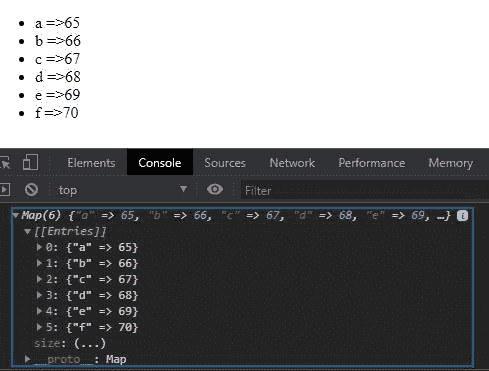 a =>65
b =>66
c =>67
d =>68
e =>69
f =>70
Elements Console Sources Network Performance Memory
top Filter
Map(6) {"a" => 65, "b" => 66, "c" => 67, "d" => 68, "e" => 69, …} i
[[Entries]]
0: {"a" => 65}
1: {"b" => 66}
2: {"c" => 67}
3: {"d" => 68}
4: {"e" => 69}
5: {"f" => 70}
size: (...)
__proto__: Map